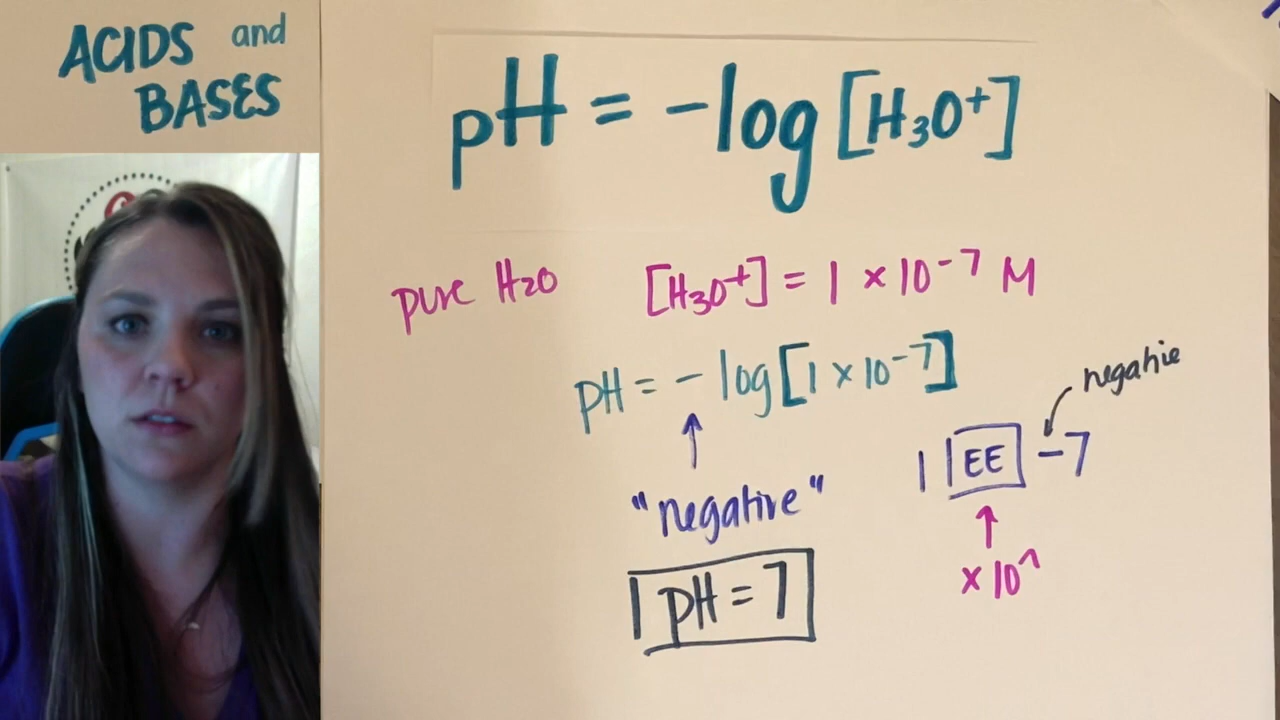 ACIDS and
BASES
pH = -log [H₃O⁺]
pure H₂O [H₃O⁺] = 1 × 10⁻⁷ M
pH = - log [1 × 10⁻⁷]
negative
1 EE -7
"negative"
× 10^
pH = 7